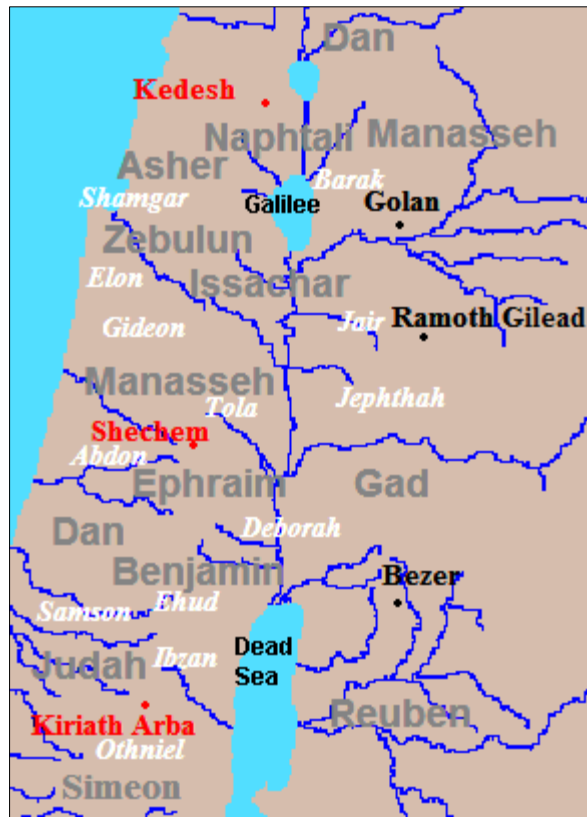 Dan
Kedesh
Naphtali
Manasseh
Asher
Barak
Shamgar
Galilee
Golan
Zebulun
Elon
Issachar
Gideon
Jair
Ramoth Gilead
Manasseh
Jephthah
Tola
Shechem
Abdon
Ephraim
Gad
Dan
Deborah
Benjamin
Bezer
Samson
Ehud
Dead
Sea
Judah
Ibzan
Reuben
Kiriath Arba
Othniel
Simeon